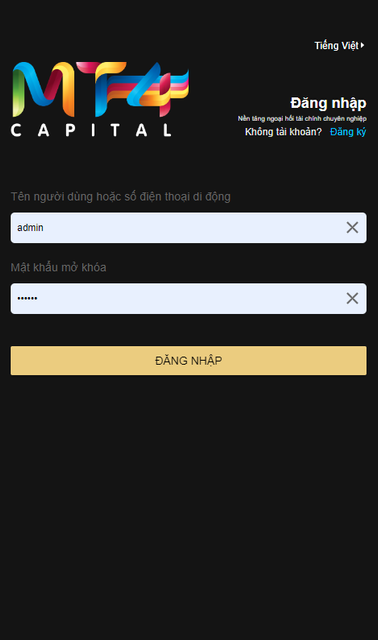 Tiếng Việt
MT4
CAPITAL
Đăng nhập
Nền tảng ngoại hối tài chính chuyên nghiệp
Không tài khoản? Đăng ký
Tên người dùng hoặc số điện thoại di động
admin
Mật khẩu mở khóa
••••••
ĐĂNG NHẬP